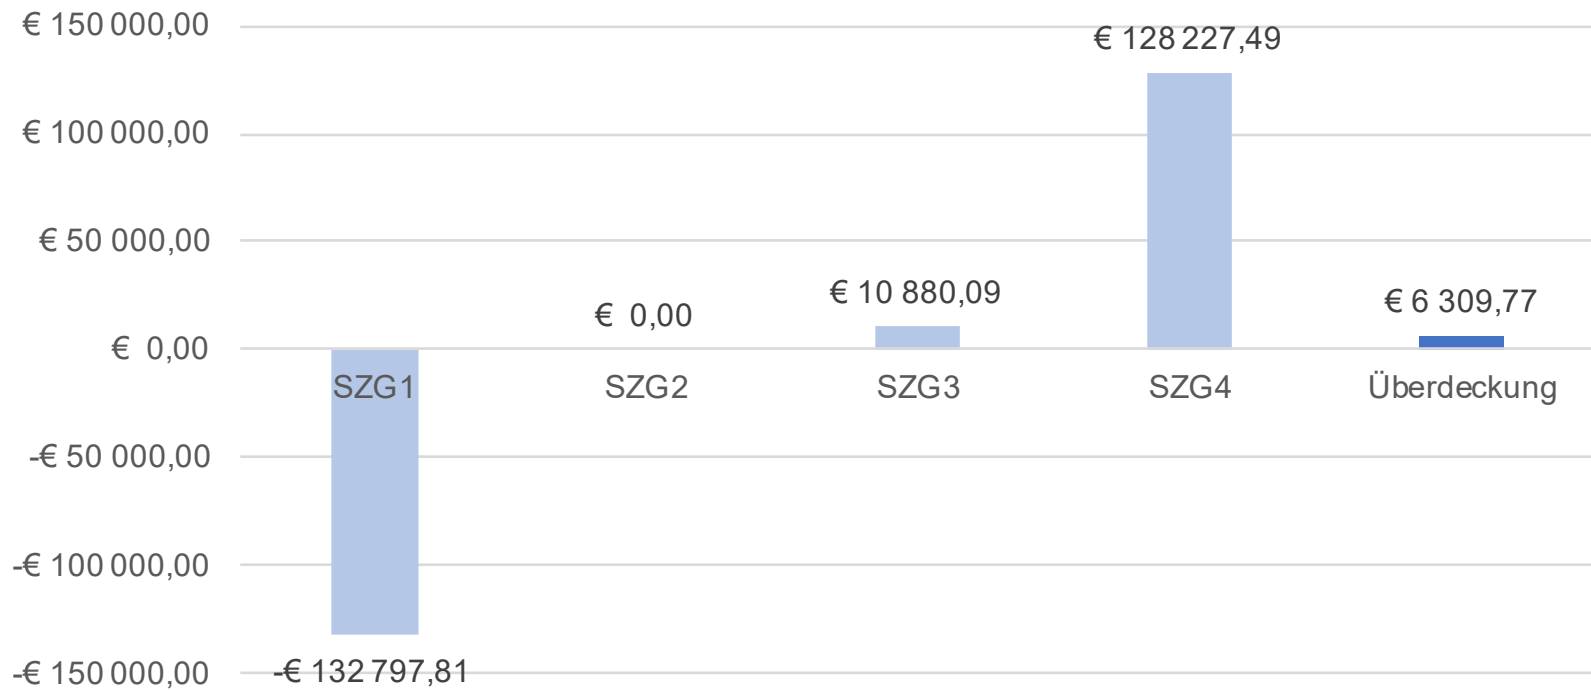 € 150 000,00
€ 128 227,49
€ 100 000,00
€ 50 000,00
€ 10 880,09
€ 6 309,77
€ 0,00
€ 0,00
SZG1 SZG2 SZG3 SZG4 Überdeckung
-€ 50 000,00
-€ 100 000,00
-€ 150 000,00
-€ 132 797,81